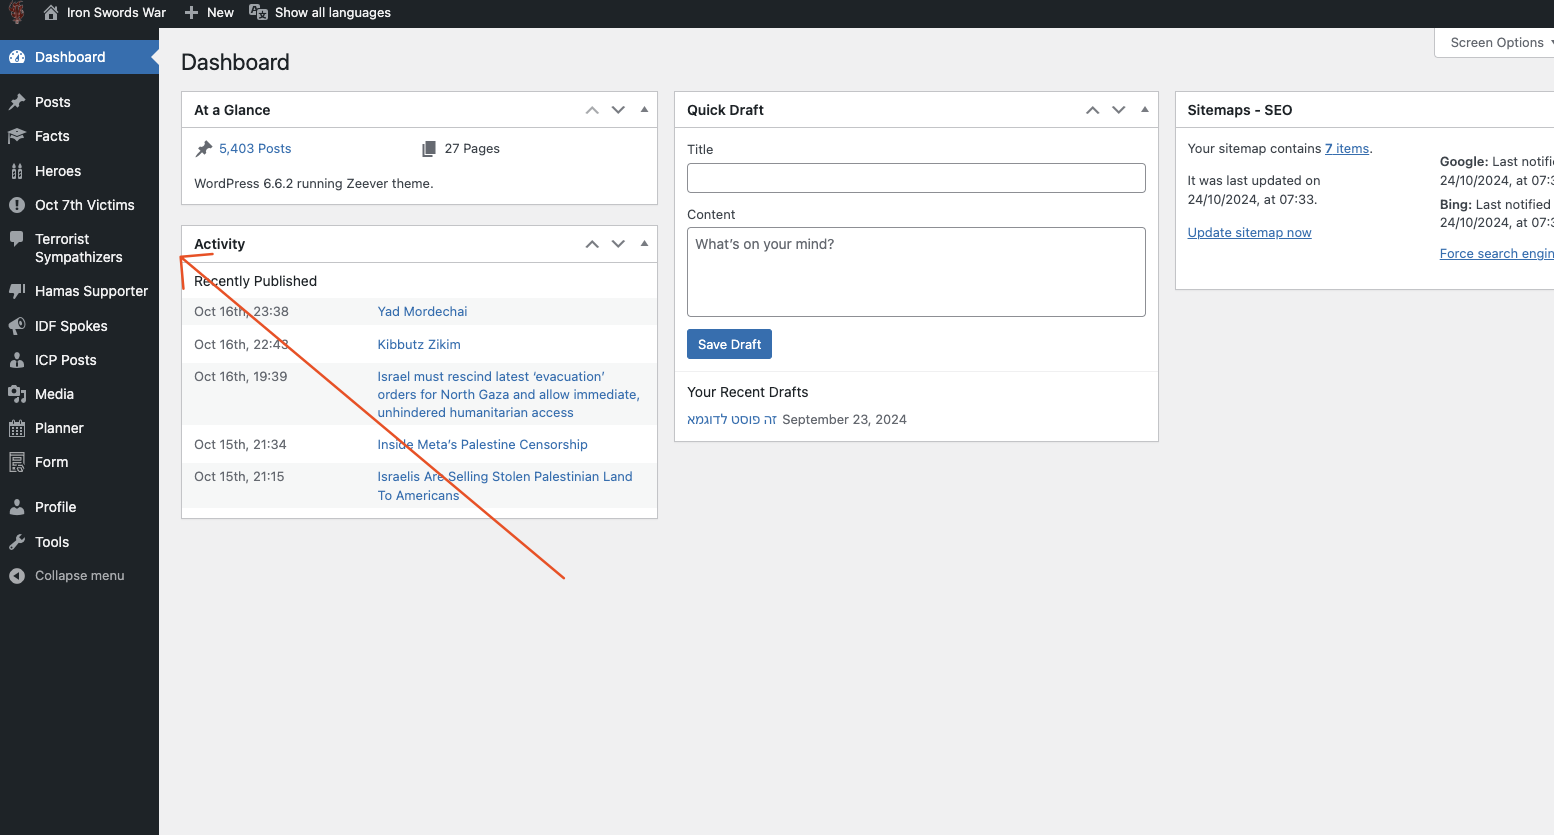 Iron Swords War
New
Show all languages
Screen Options
Dashboard
Posts
Facts
Heroes
Oct 7th Victims
Terrorist
Sympathizers
Hamas Supporter
IDF Spokes
ICP Posts
Media
Planner
Form
Profile
Tools
Collapse menu
Dashboard
At a Glance
5,403 Posts
27 Pages
WordPress 6.6.2 running Zeever theme.
Activity
Recently Published
Oct 16th, 23:38 Yad Mordechai
Oct 16th, 22:43 Kibbutz Zikim
Oct 16th, 19:39 Israel must rescind latest ‘evacuation’
orders for North Gaza and allow immediate,
unhindered humanitarian access
Oct 15th, 21:34 Inside Meta’s Palestine Censorship
Oct 15th, 21:15 Israelis Are Selling Stolen Palestinian Land
To Americans
Quick Draft
Title
Content
What’s on your mind?
Save Draft
Your Recent Drafts
זה פוסט לדוגמא September 23, 2024
Sitemaps - SEO
Your sitemap contains 7 items.
It was last updated on
24/10/2024, at 07:33.
Update sitemap now
Google: Last notifi
24/10/2024, at 07:3
Bing: Last notified
24/10/2024, at 07:3
Force search engin